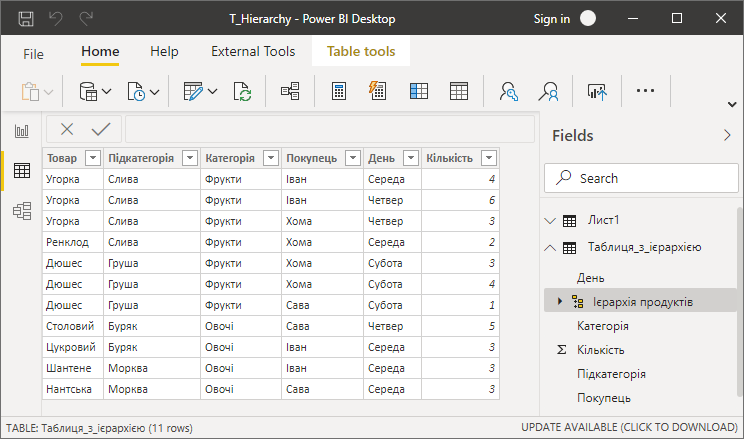 T_Hierarchy - Power BI Desktop Sign in
File Home Help External Tools Table tools
Fields
Search
Товар Підкатегорія Категорія Покупець День Кількість
Угорка Слива Фрукти Іван Середа 4
Угорка Слива Фрукти Іван Четвер 6
Угорка Слива Фрукти Хома Четвер 3
Ренклод Слива Фрукти Хома Середа 2
Дюшес Груша Фрукти Хома Субота 3
Дюшес Груша Фрукти Хома Субота 4
Дюшес Груша Фрукти Сава Субота 1
Столовий Буряк Овочі Сава Четвер 5
Цукровий Буряк Овочі Іван Середа 3
Шантене Морква Овочі Іван Середа 3
Нантська Морква Овочі Сава Середа 3
Лист1
Таблиця_з_ієрархією
День
Ієрархія продуктів
Категорія
Σ Кількість
Підкатегорія
Покупець
TABLE: Таблиця_з_ієрархією (11 rows) UPDATE AVAILABLE (CLICK TO DOWNLOAD)